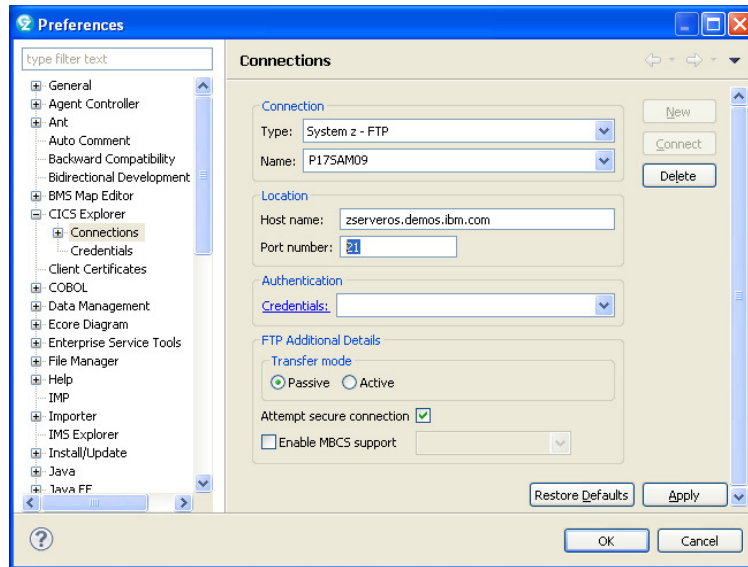 Preferences
type filter text
General
Agent Controller
Ant
Auto Comment
Backward Compatibility
Bidirectional Development
BMS Map Editor
CICS Explorer
Connections
Credentials
Client Certificates
COBOL
Data Management
Ecore Diagram
Enterprise Service Tools
File Manager
Help
IMP
Importer
IMS Explorer
Install/Update
Java
Java EE
Connections
Connection
Type: System z - FTP
Name: P17SAM09
New
Connect
Delete
Location
Host name: zserveros.demos.ibm.com
Port number: 21
Authentication
Credentials:
FTP Additional Details
Transfer mode
Passive Active
Attempt secure connection
Enable MBCS support
Restore Defaults Apply
OK Cancel